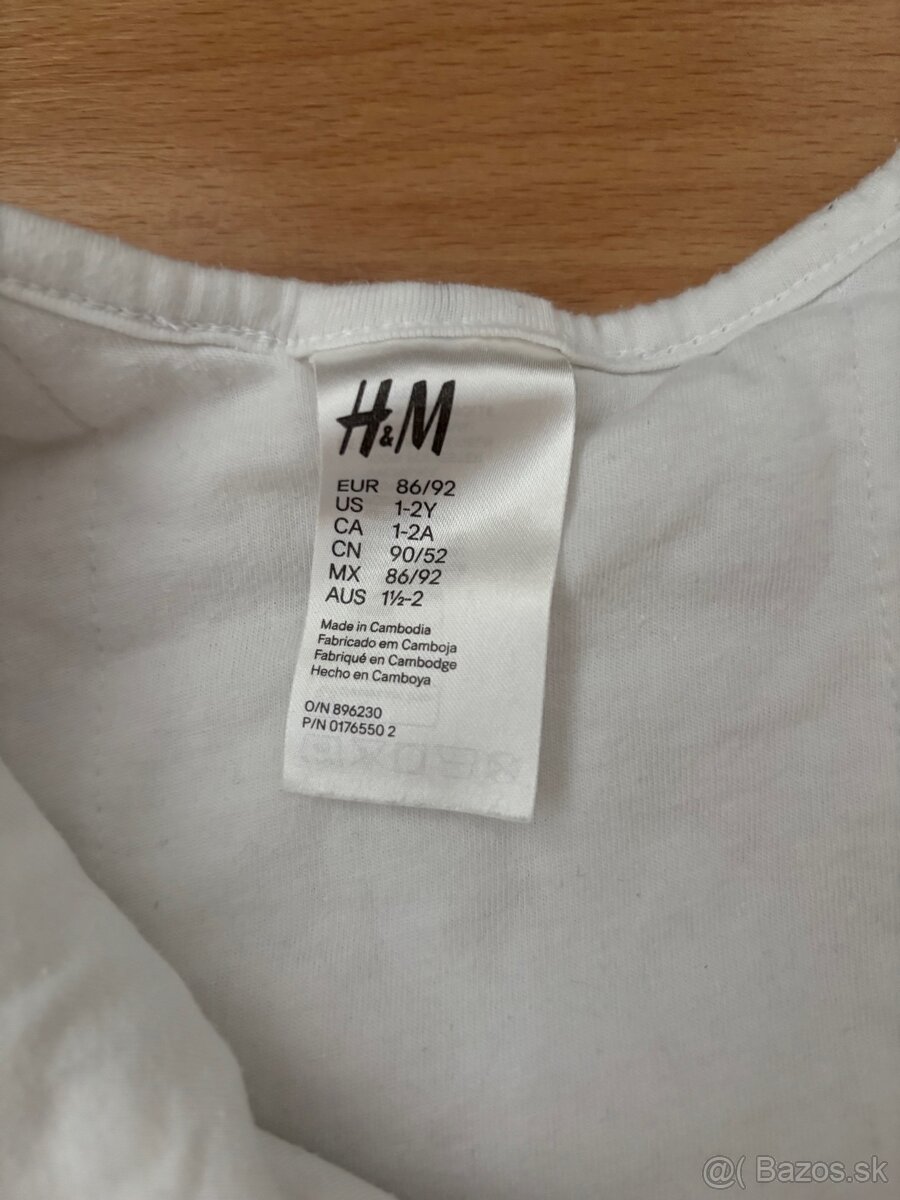 H&M
EUR 86/92
US 1-2Y
CA 1-2A
CN 90/52
MX 86/92
AUS 1½-2
Made in Cambodia
Fabricado em Camboja
Fabriqué en Cambodge
Hecho en Camboya
O/N 896230
P/N 0176550 2
@( Bazos.sk